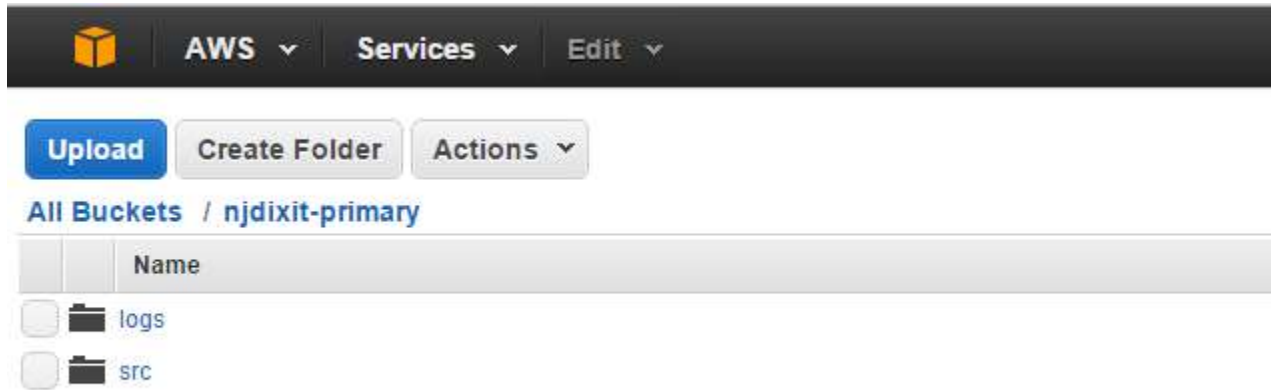 AWS Services Edit
Upload Create Folder Actions
All Buckets / njdixit-primary
Name
logs
src